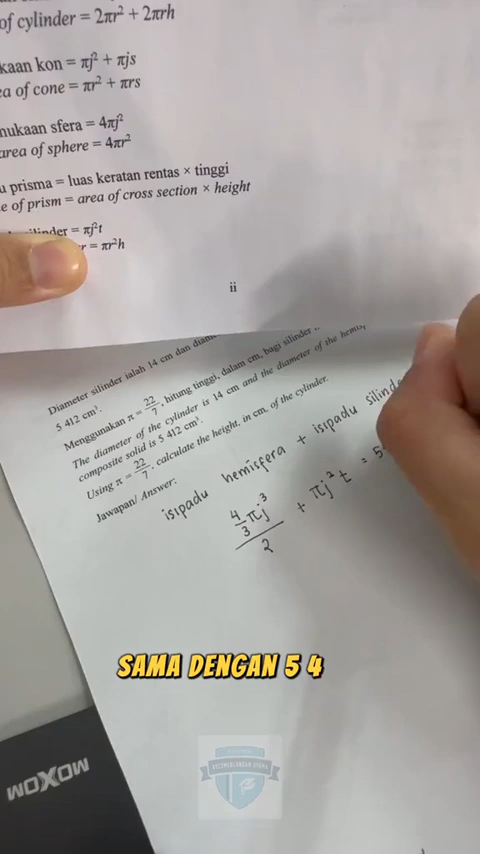 of cylinder = 2πr² + 2πrh
kaan kon = πj² + πjs
ea of cone = πr² + πrs
mukaan sfera = 4πj²
area of sphere = 4πr²
u prisma = luas keratan rentas × tinggi
e of prism = area of cross section × height
ilinder = πj²t
r = πr²h
ii
Diameter silinder ialah 14 cm dan diam
5 412 cm³.
Menggunakan π = 22/7, hitung tinggi, dalam cm, bagi silinder
The diameter of the cylinder is 14 cm and the diameter of the hemis
composite solid is 5 412 cm³.
Using π = 22/7, calculate the height, in cm, of the cylinder.
Jawapan/ Answer:
isipadu hemisfera + isipadu silinde
4/3 πj³ / 2 + πj²t = 5
SAMA DENGAN 5 4
MOXOM